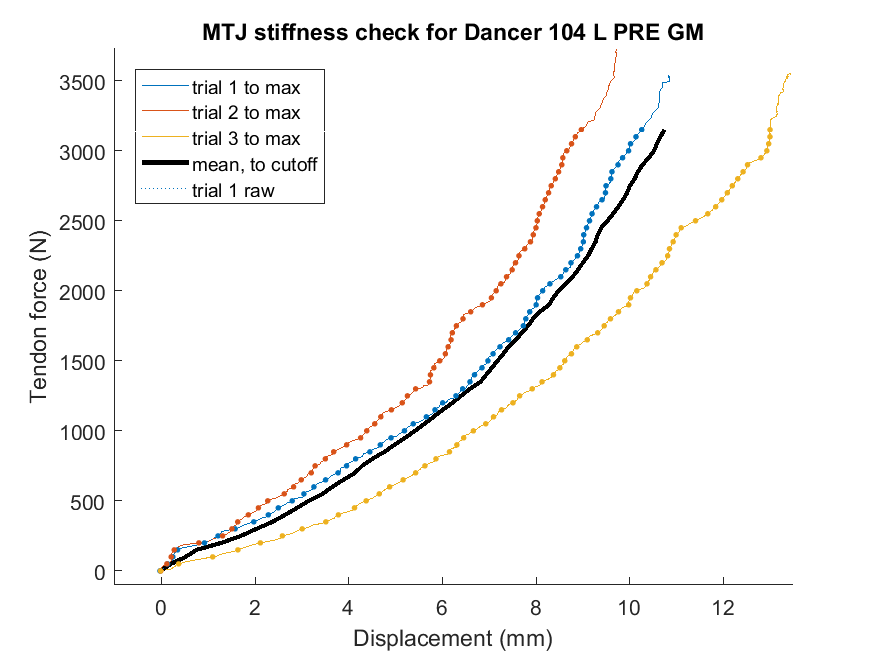 MTJ stiffness check for Dancer 104 L PRE GM
trial 1 to max
trial 2 to max
trial 3 to max
mean, to cutoff
trial 1 raw
Tendon force (N)
3500
3000
2500
2000
1500
1000
500
0
0 2 4 6 8 10 12
Displacement (mm)